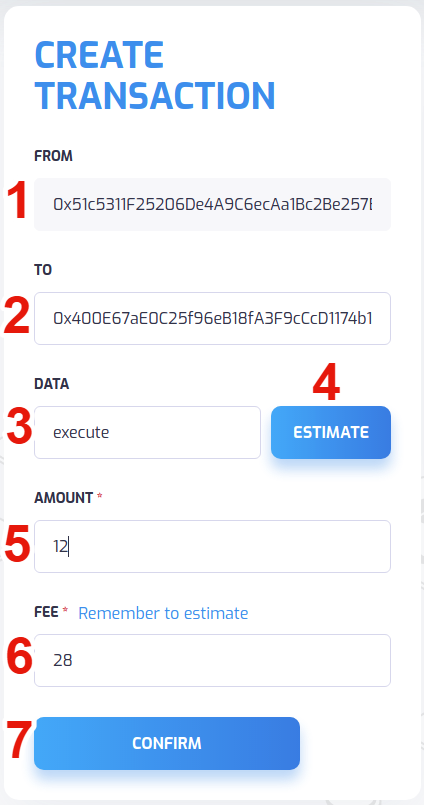 CREATE
TRANSACTION
FROM
1 0x51c5311F25206De4A9C6ecAa1Bc2Be257
TO
2 0x400E67aE0C25f96eB18fA3F9cCcD1174b1
DATA
4
3 execute ESTIMATE
AMOUNT *
5 12
FEE * Remember to estimate
6 28
7 CONFIRM